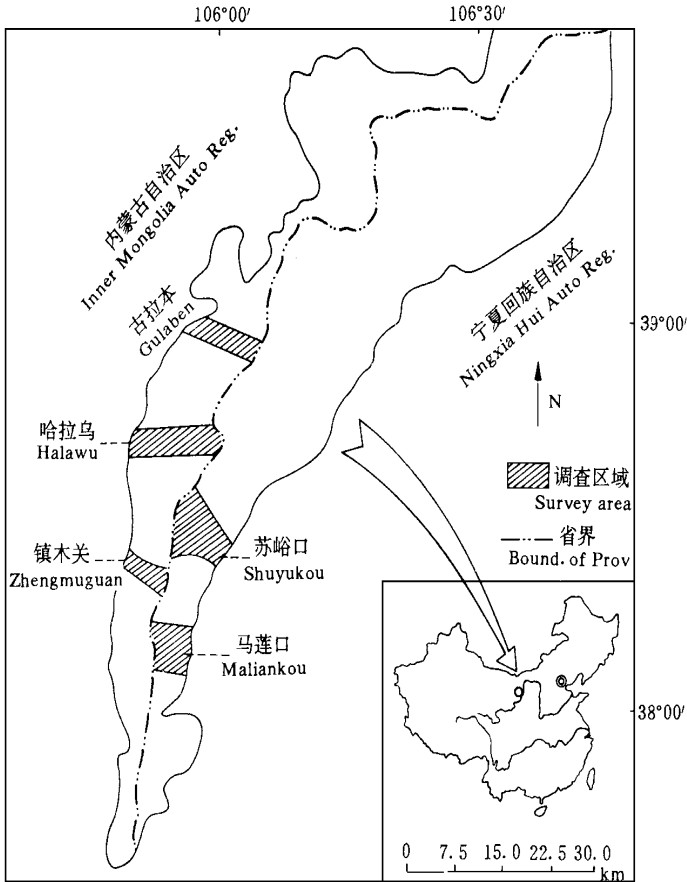 106°00′ 106°30′
内蒙古自治区
Inner Mongolia Auto Reg.
宁夏回族自治区
Ningxia Hui Auto Reg.
古拉本
Gulaben
39°00′
N
哈拉乌
Halawu
调查区域
Survey area
省界
Bound. of Prov
苏峪口
Shuyukou
镇木关
Zhengmuguan
马莲口
Maliankou
38°00′
0 7.5 15.0 22.5 30.0
km